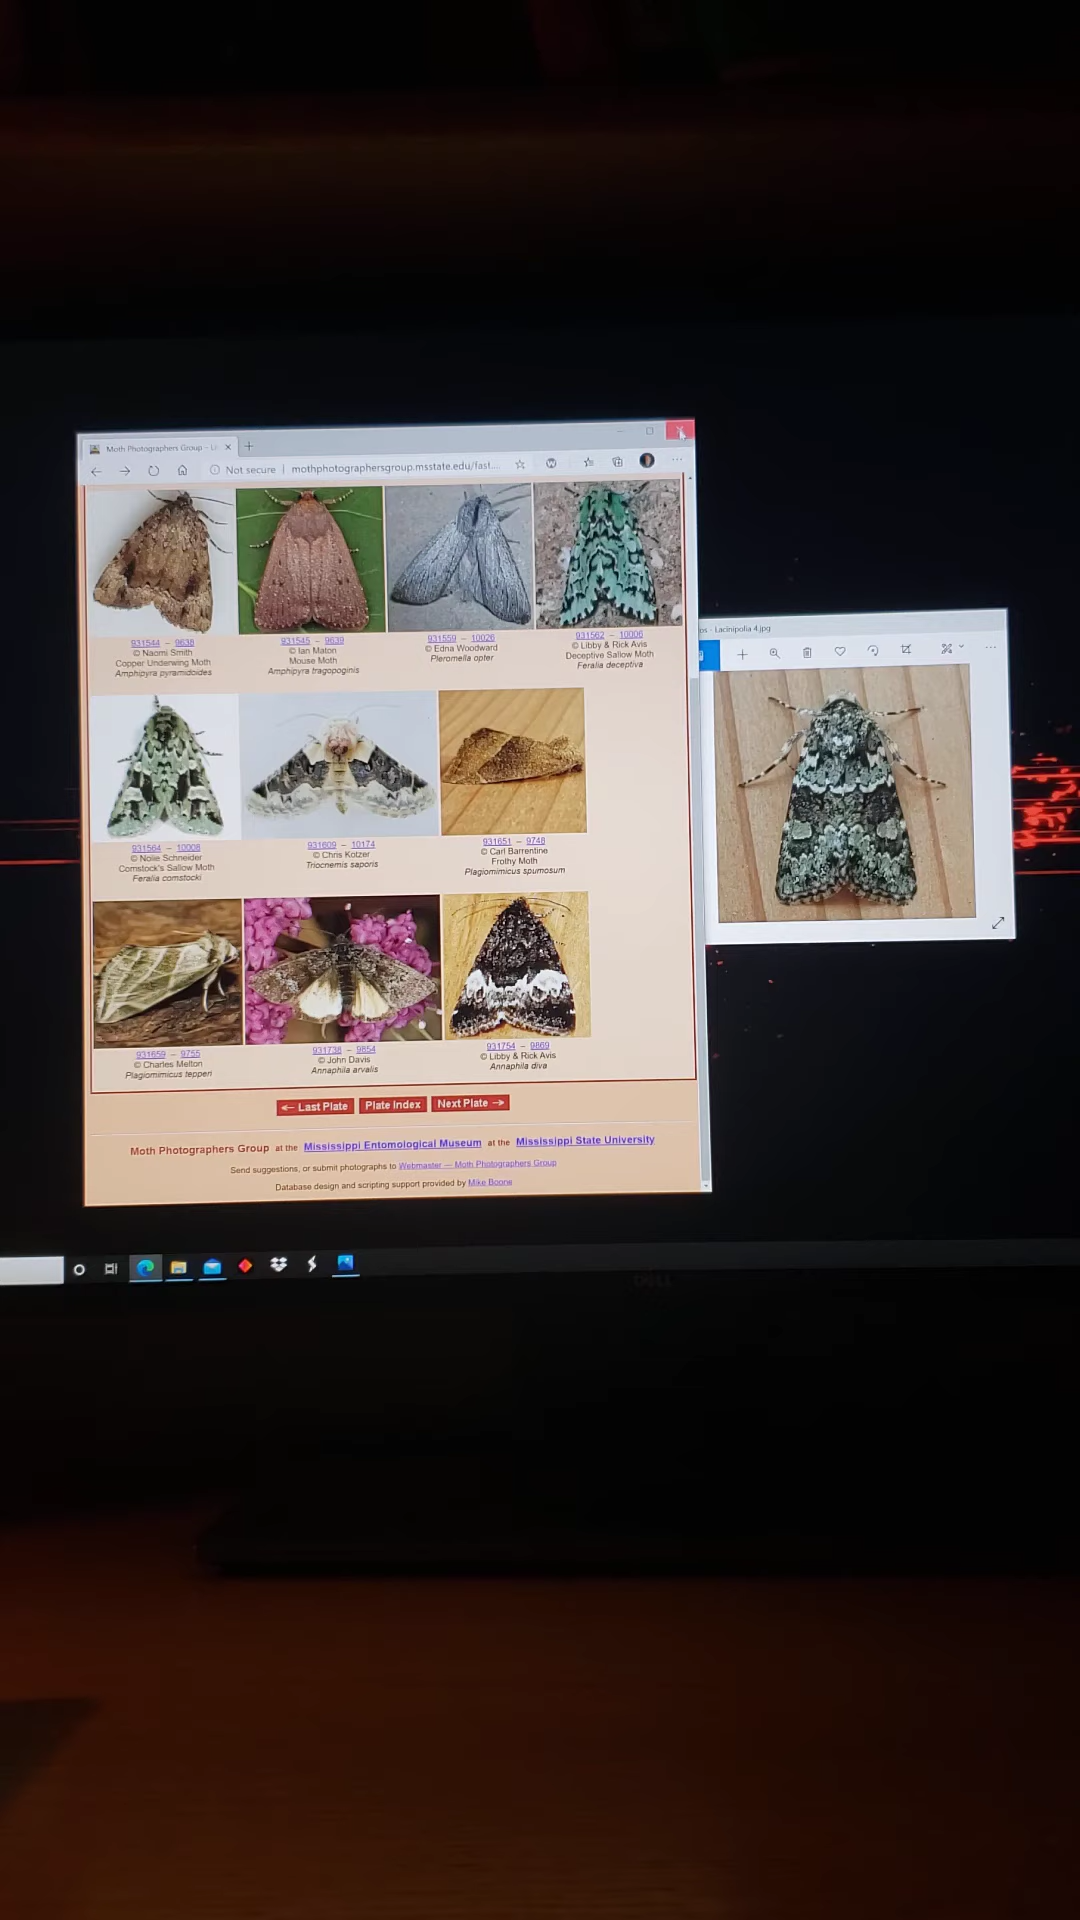 Moth Photographers Group - Li
Not secure | mothphotographersgroup.msstate.edu/fast....
931544 – 9638
© Naomi Smith
Copper Underwing Moth
Amphipyra pyramidoides
931545 – 9639
© Ian Maton
Mouse Moth
Amphipyra tragopoginis
931559 – 10026
© Edna Woodward
Pleromella opter
931562 – 10006
© Libby & Rick Avis
Deceptive Sallow Moth
Feralia deceptiva
os - Lacinipolia 4.jpg
931564 – 10008
© Nolie Schneider
Comstock's Sallow Moth
Feralia comstocki
931609 – 10174
© Chris Kotzer
Triocnemis saporis
931651 – 9748
© Carl Barrentine
Frothy Moth
Plagiomimicus spumosum
931659 – 9755
© Charles Melton
Plagiomimicus tepperi
931738 – 9854
© John Davis
Annaphila arvalis
931754 – 9869
© Libby & Rick Avis
Annaphila diva
← Last Plate Plate Index Next Plate →
Moth Photographers Group at the Mississippi Entomological Museum at the Mississippi State University
Send suggestions, or submit photographs to Webmaster — Moth Photographers Group
Database design and scripting support provided by Mike Boone
DELL